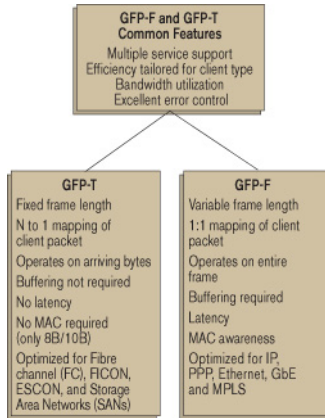 GFP-F and GFP-T
Common Features
Multiple service support
Efficiency tailored for client type
Bandwidth utilization
Excellent error control
GFP-T
Fixed frame length
N to 1 mapping of
client packet
Operates on arriving bytes
Buffering not required
No latency
No MAC required
(only 8B/10B)
Optimized for Fibre
channel (FC), FICON,
ESCON, and Storage
Area Networks (SANs)
GFP-F
Variable frame length
1:1 mapping of client
packet
Operates on entire
frame
Buffering required
Latency
MAC awareness
Optimized for IP,
PPP, Ethernet, GbE
and MPLS